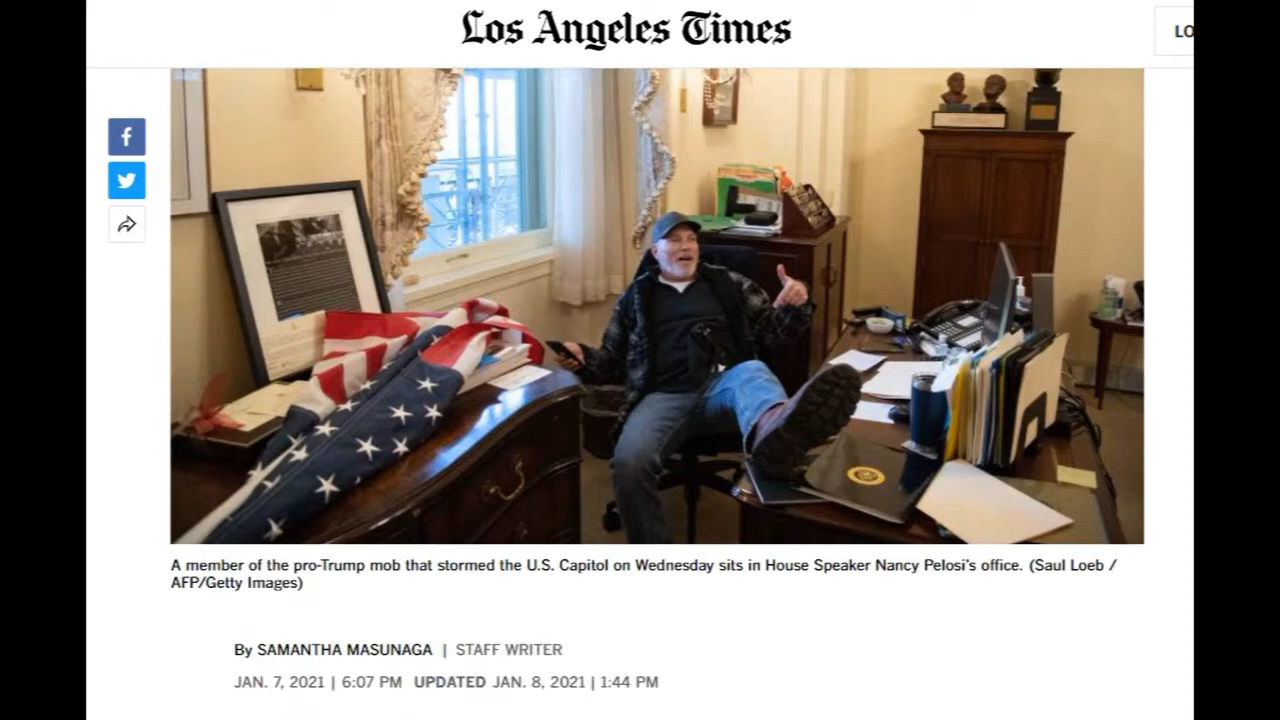 Los Angeles Times
LO
A member of the pro-Trump mob that stormed the U.S. Capitol on Wednesday sits in House Speaker Nancy Pelosi's office. (Saul Loeb /
AFP/Getty Images)
By SAMANTHA MASUNAGA | STAFF WRITER
JAN. 7, 2021 | 6:07 PM UPDATED JAN. 8, 2021 | 1:44 PM